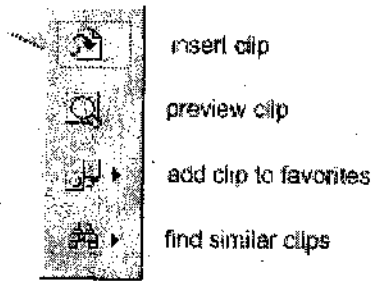 insert clip
preview clip
add clip to favorites
find similar clips